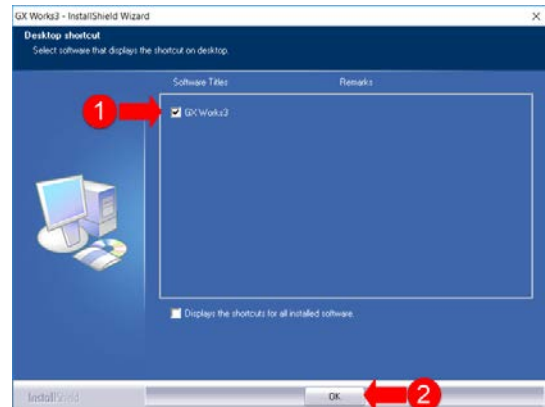 GX Works3 - InstallShield Wizard
Desktop shortcut
Select software that displays the shortcut on desktop.
Software Titles Remarks
1
GX Works3
Displays the shortcuts for all installed software.
InstallShield
OK
2